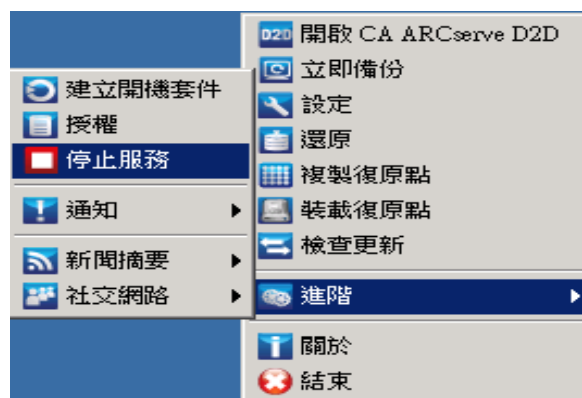 開啟 CA ARCserve D2D
立即備份
設定
還原
複製復原點
裝載復原點
檢查更新
進階
關於
結束
建立開機套件
授權
停止服務
通知
新聞摘要
社交網路